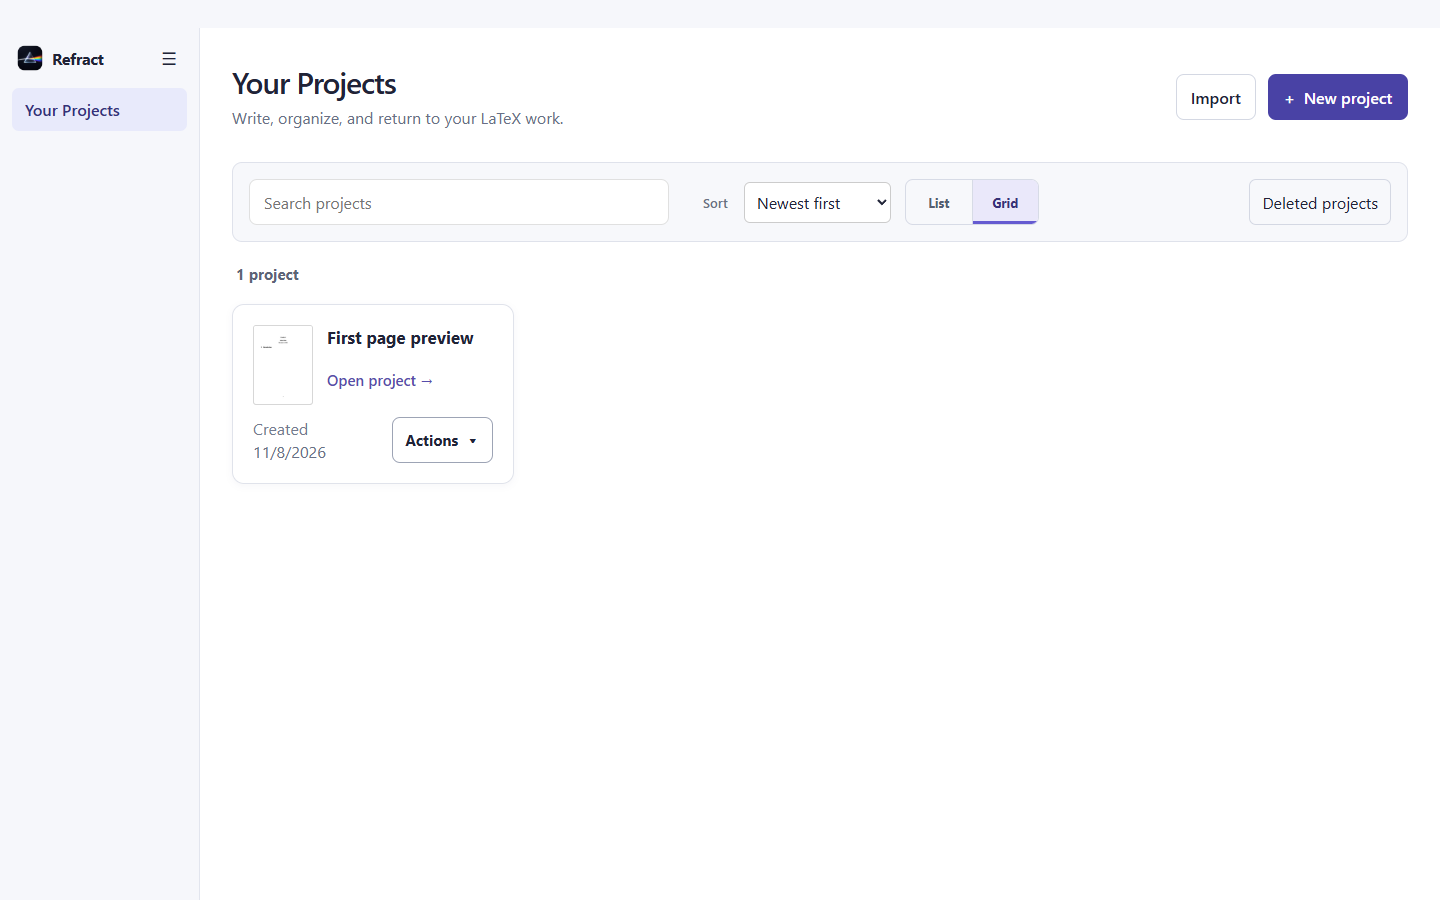 Refract
Your Projects
Your Projects
Write, organize, and return to your LaTeX work.
Import
+ New project
Search projects
Sort
Newest first
List
Grid
Deleted projects
1 project
First page preview
Open project →
Created
11/8/2026
Actions